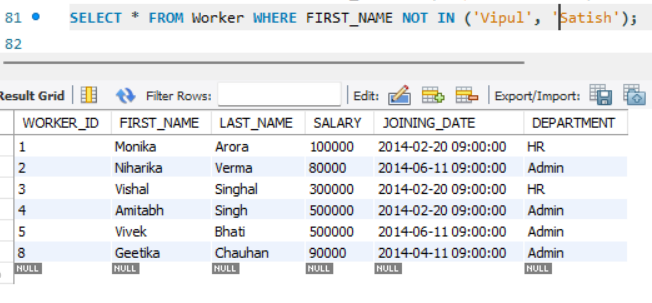 81 SELECT * FROM Worker WHERE FIRST_NAME NOT IN ('Vipul', 'Satish');
82
Result Grid Filter Rows: Edit: Export/Import:
WORKER_ID FIRST_NAME LAST_NAME SALARY JOINING_DATE DEPARTMENT
1 Monika Arora 100000 2014-02-20 09:00:00 HR
2 Niharika Verma 80000 2014-06-11 09:00:00 Admin
3 Vishal Singhal 300000 2014-02-20 09:00:00 HR
4 Amitabh Singh 500000 2014-02-20 09:00:00 Admin
5 Vivek Bhati 500000 2014-06-11 09:00:00 Admin
8 Geetika Chauhan 90000 2014-04-11 09:00:00 Admin
NULL NULL NULL NULL NULL NULL